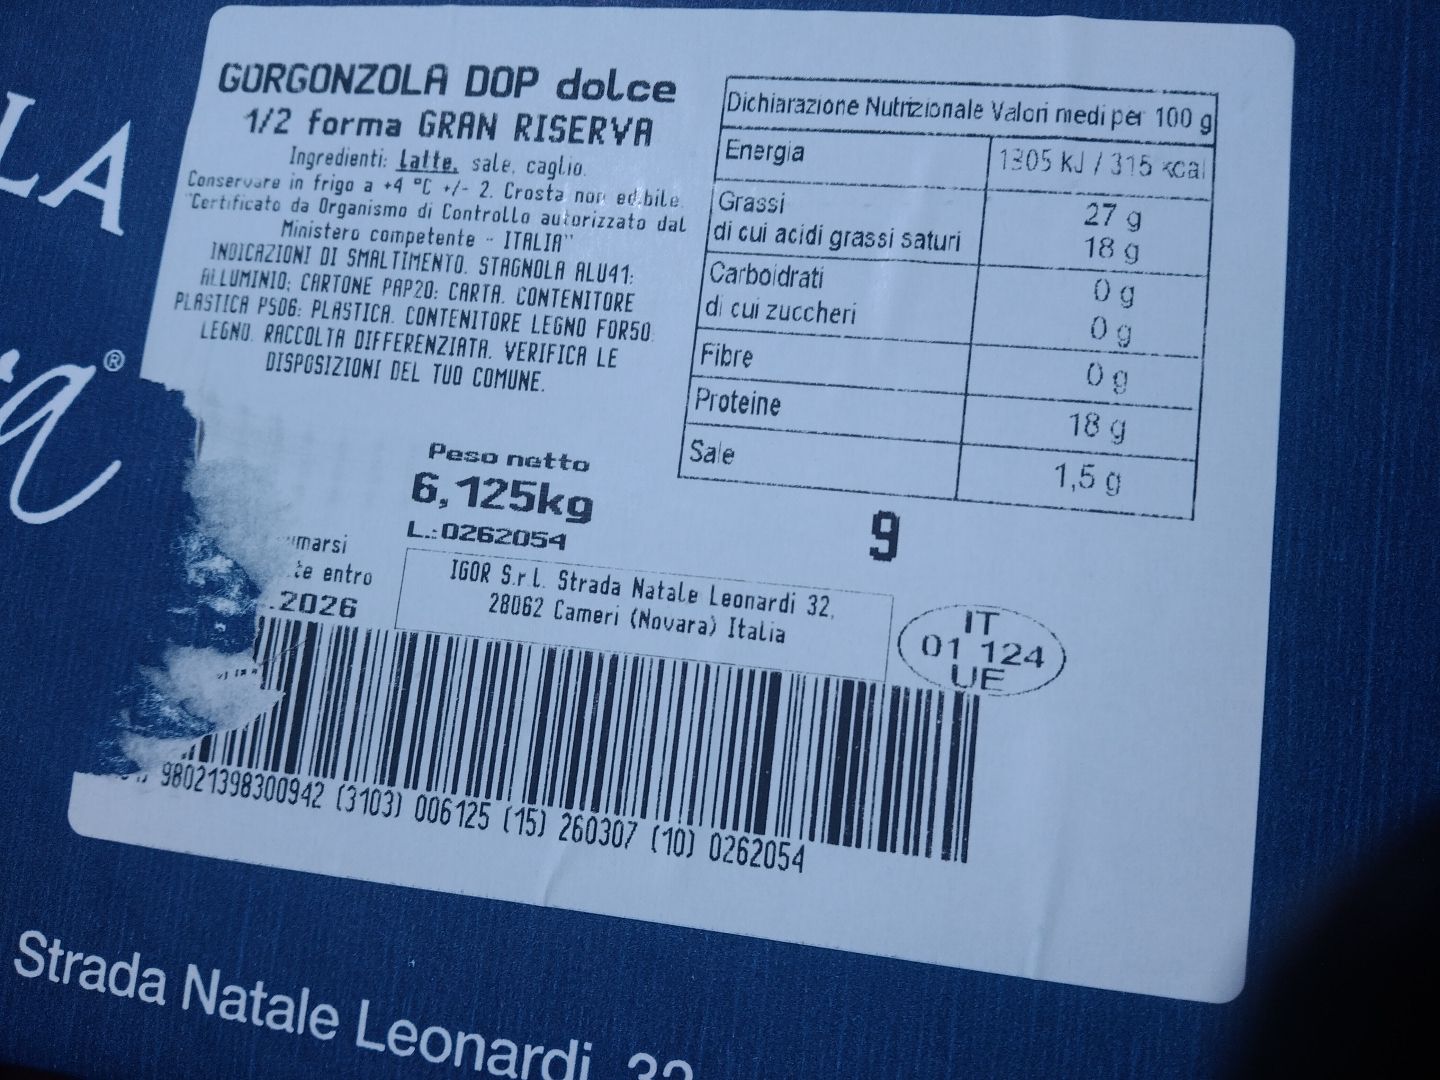 LA
a®
GORGONZOLA DOP dolce
1/2 forma GRAN RISERVA
Ingredienti: Latte, sale, caglio.
Conservare in frigo a +4 °C +/- 2. Crosta non edibile.
"Certificato da Organismo di Controllo autorizzato dal
Ministero competente - ITALIA"
INDICAZIONI DI SMALTIMENTO. STAGNOLA ALU41:
ALLUMINIO; CARTONE PAP20: CARTA. CONTENITORE
PLASTICA PS06: PLASTICA. CONTENITORE LEGNO FOR50:
LEGNO. RACCOLTA DIFFERENZIATA. VERIFICA LE
DISPOSIZIONI DEL TUO COMUNE.
Dichiarazione Nutrizionale Valori medi per 100 g
Energia 1305 KJ / 315 kcal
Grassi 27 g
di cui acidi grassi saturi 18 g
Carboidrati 0 g
di cui zuccheri 0 g
Fibre 0 g
Proteine 18 g
Sale 1,5 g
Peso netto
6,125kg
L.:0262054
9
umarsi
te entro
.2026
IGOR S.r.l. Strada Natale Leonardi 32,
28062 Cameri (Novara) Italia
IT
01 124
UE
98021398300942 (3103) 006125 (15) 260307 (10) 0262054
Strada Natale Leonardi, 32